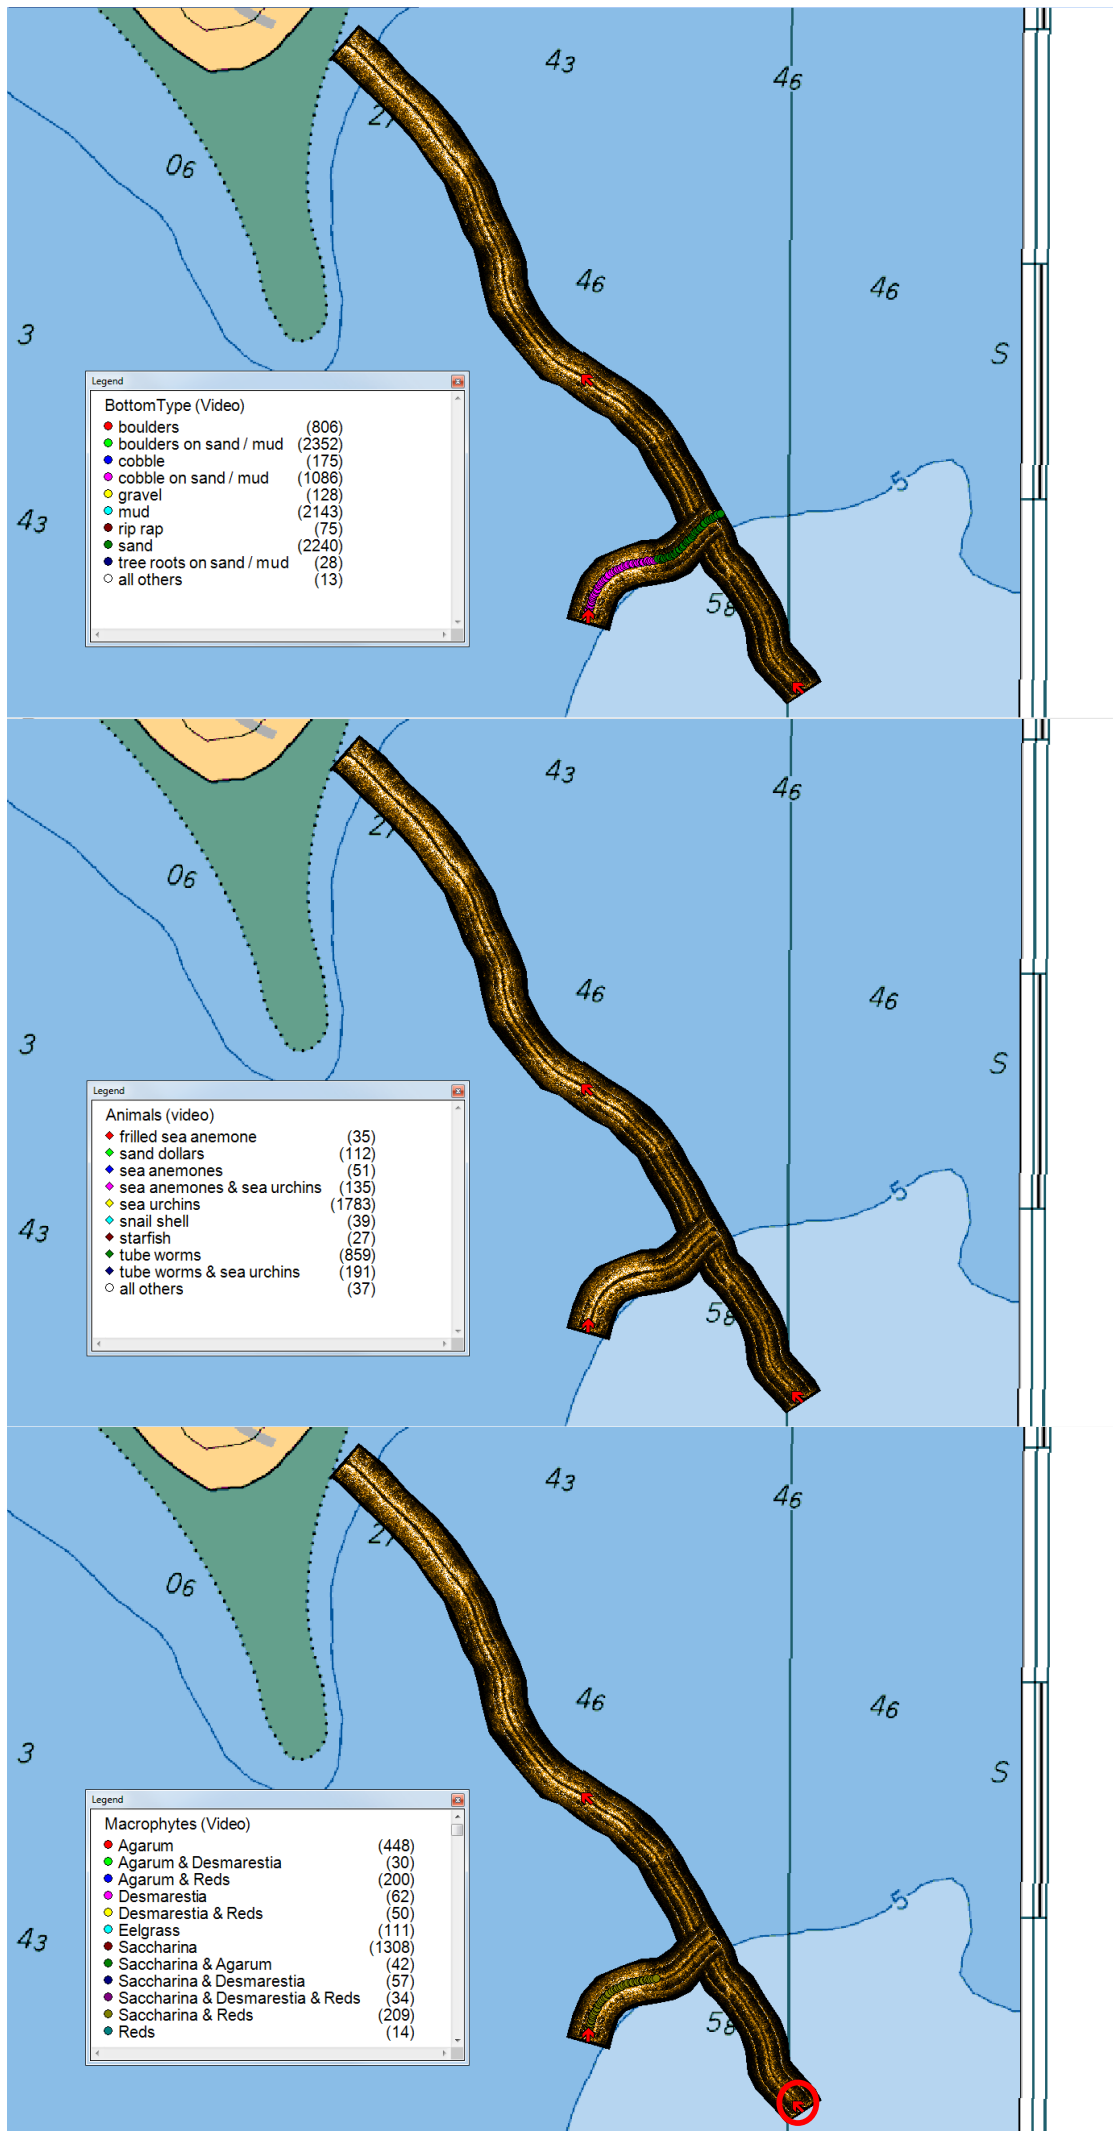 43
46
27
06
46
46
3
S
Legend
BottomType (Video)
boulders (806)
boulders on sand / mud (2352)
cobble (175)
cobble on sand / mud (1086)
gravel (128)
mud (2143)
rip rap (75)
sand (2240)
tree roots on sand / mud (28)
all others (13)
5
43
58
43
46
27
06
46
46
3
S
Legend
Animals (video)
frilled sea anemone (35)
sand dollars (112)
sea anemones (51)
sea anemones & sea urchins (135)
sea urchins (1783)
snail shell (39)
starfish (27)
tube worms (859)
tube worms & sea urchins (191)
all others (37)
5
43
58
43
46
27
06
46
46
3
S
Legend
Macrophytes (Video)
Agarum (448)
Agarum & Desmarestia (30)
Agarum & Reds (200)
Desmarestia (62)
Desmarestia & Reds (50)
Eelgrass (111)
Saccharina (1308)
Saccharina & Agarum (42)
Saccharina & Desmarestia (57)
Saccharina & Desmarestia & Reds (34)
Saccharina & Reds (209)
Reds (14)
5
43
58